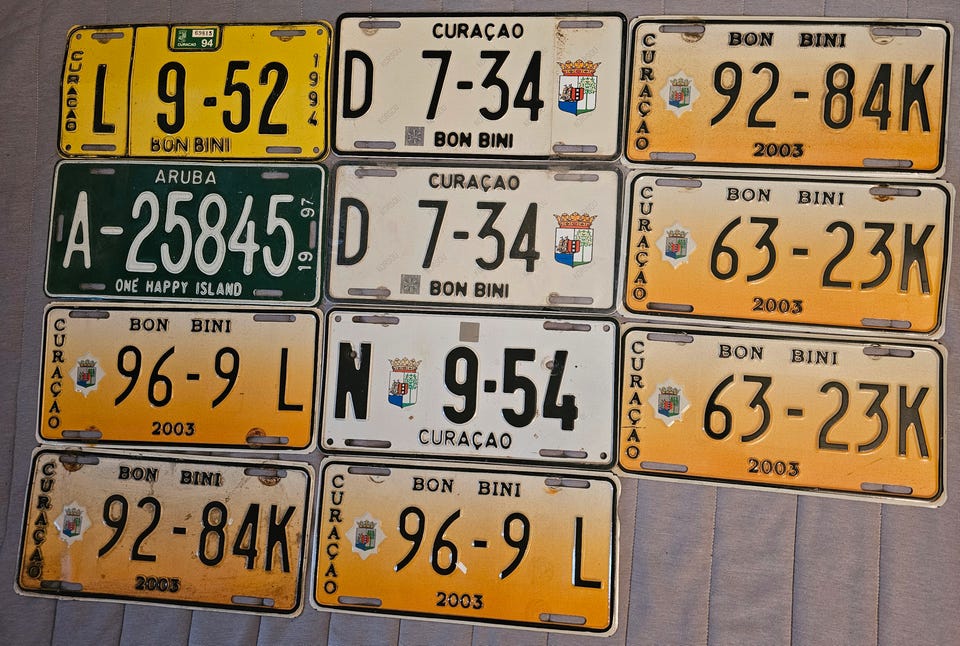 CURAÇAO
94
L 9-52
1994
BON BINI
CURAÇAO
D 7-34
BON BINI
BON BINI
CURAÇAO
92-84K
2003
ARUBA
A-25845
1997
ONE HAPPY ISLAND
CURAÇAO
D 7-34
BON BINI
BON BINI
CURAÇAO
63-23K
2003
BON BINI
CURAÇAO
96-9 L
2003
N 9-54
CURAÇAO
BON BINI
CURAÇAO
63-23K
2003
BON BINI
CURAÇAO
92-84K
2003
BON BINI
CURAÇAO
96-9 L
2003